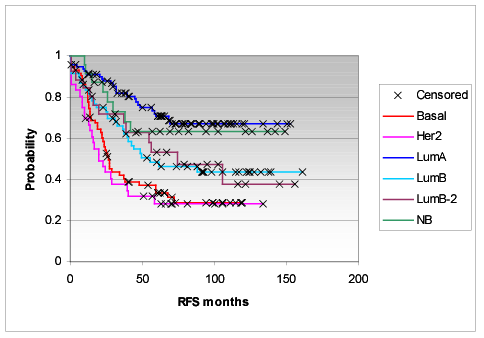 1
0.8
0.6
0.4
0.2
0
Probability
0 50 100 150 200
RFS months
Censored
Basal
Her2
LumA
LumB
LumB-2
NB